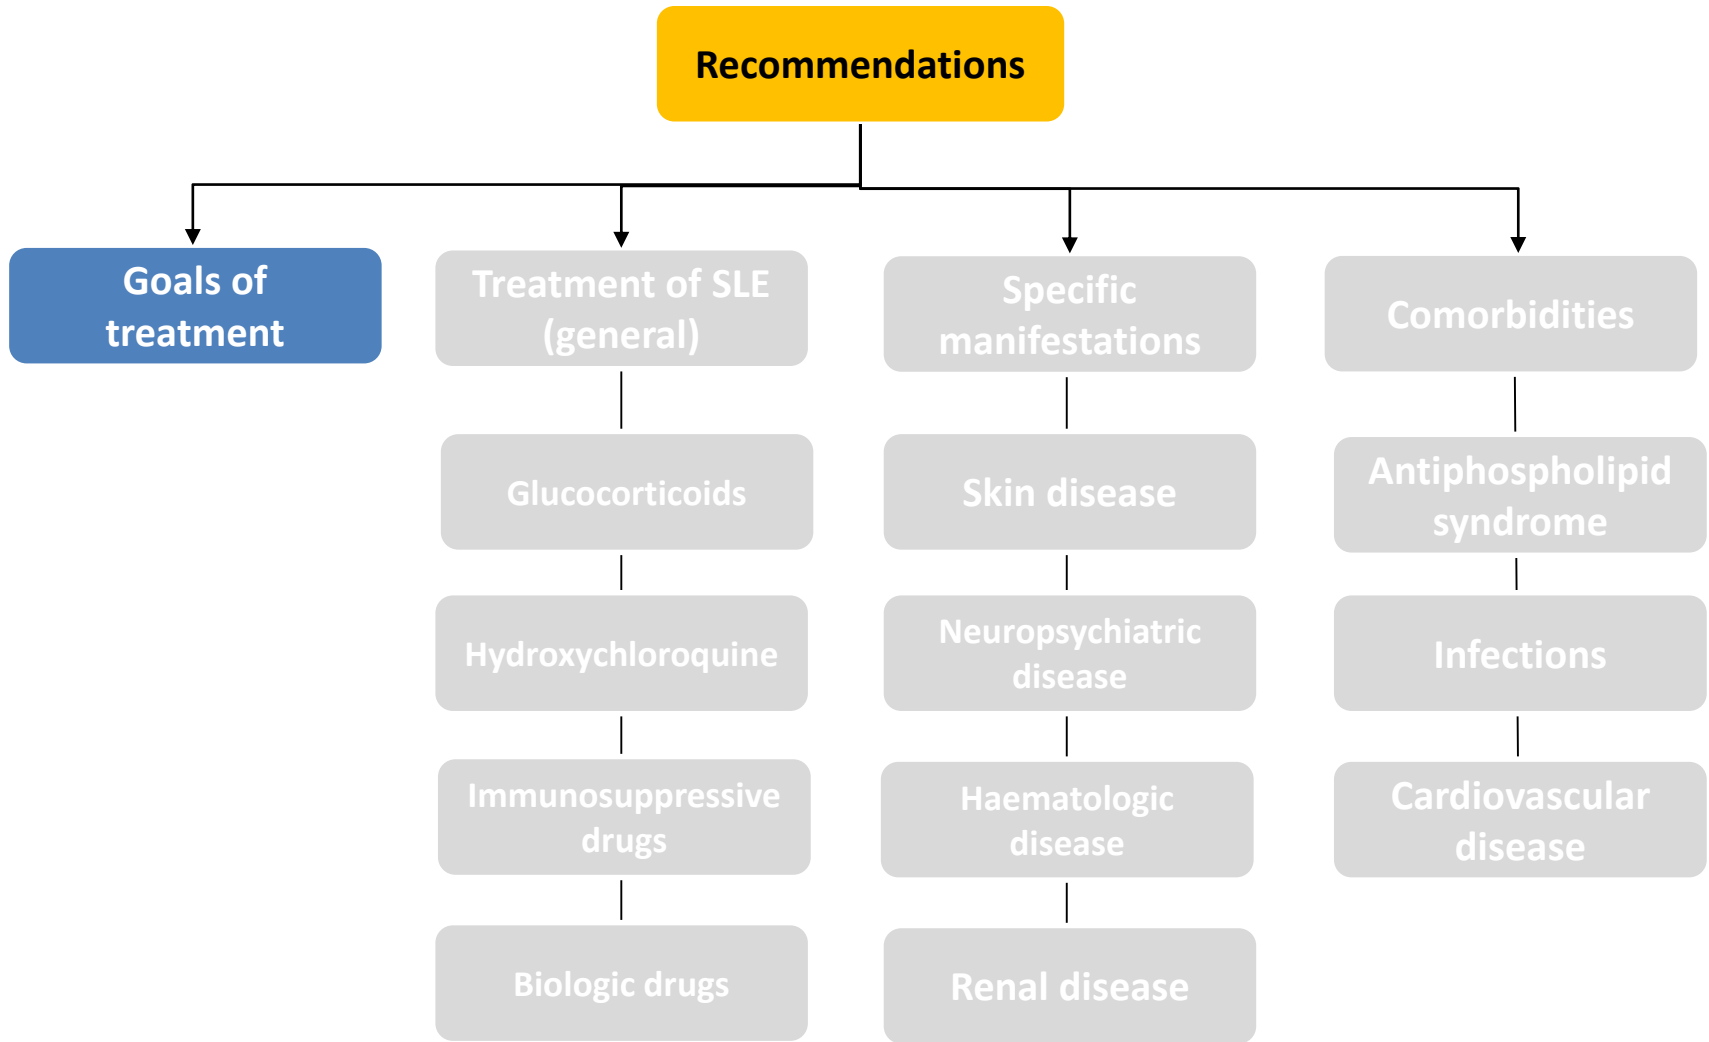 Recommendations
Goals of
treatment
Treatment of SLE
(general)
Specific
manifestations
Comorbidities
Glucocorticoids
Skin disease
Antiphospholipid
syndrome
Hydroxychloroquine
Neuropsychiatric
disease
Infections
Immunosuppressive
drugs
Haematologic
disease
Cardiovascular
disease
Biologic drugs
Renal disease